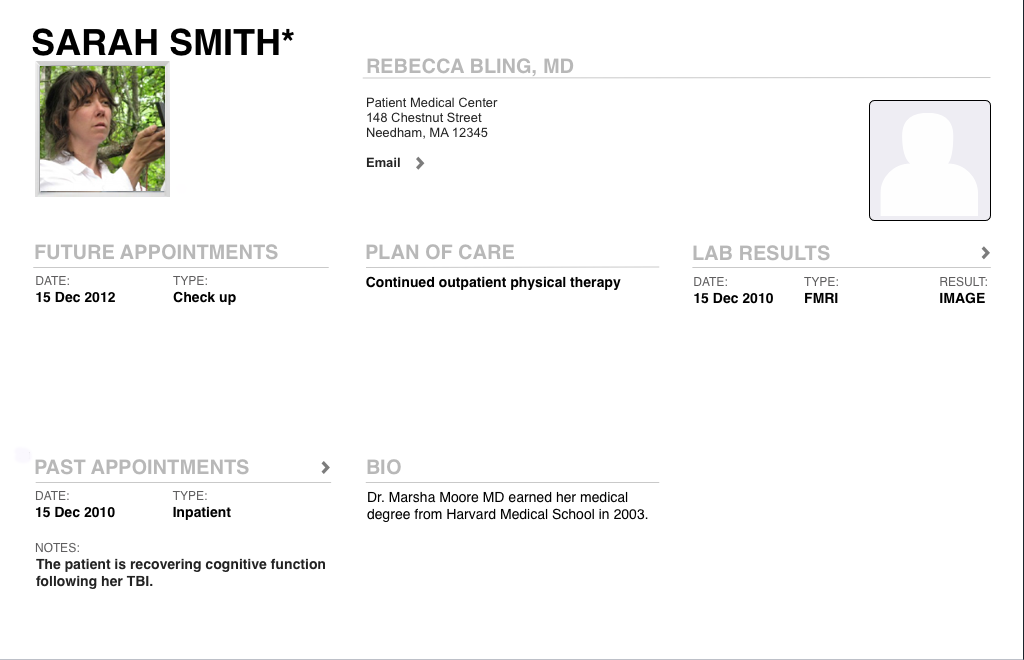 SARAH SMITH*
REBECCA BLING, MD
Patient Medical Center
148 Chestnut Street
Needham, MA 12345
Email
FUTURE APPOINTMENTS
DATE: TYPE:
15 Dec 2012 Check up
PLAN OF CARE
Continued outpatient physical therapy
LAB RESULTS
DATE: TYPE: RESULT:
15 Dec 2010 FMRI IMAGE
PAST APPOINTMENTS
DATE: TYPE:
15 Dec 2010 Inpatient
NOTES:
The patient is recovering cognitive function
following her TBI.
BIO
Dr. Marsha Moore MD earned her medical
degree from Harvard Medical School in 2003.